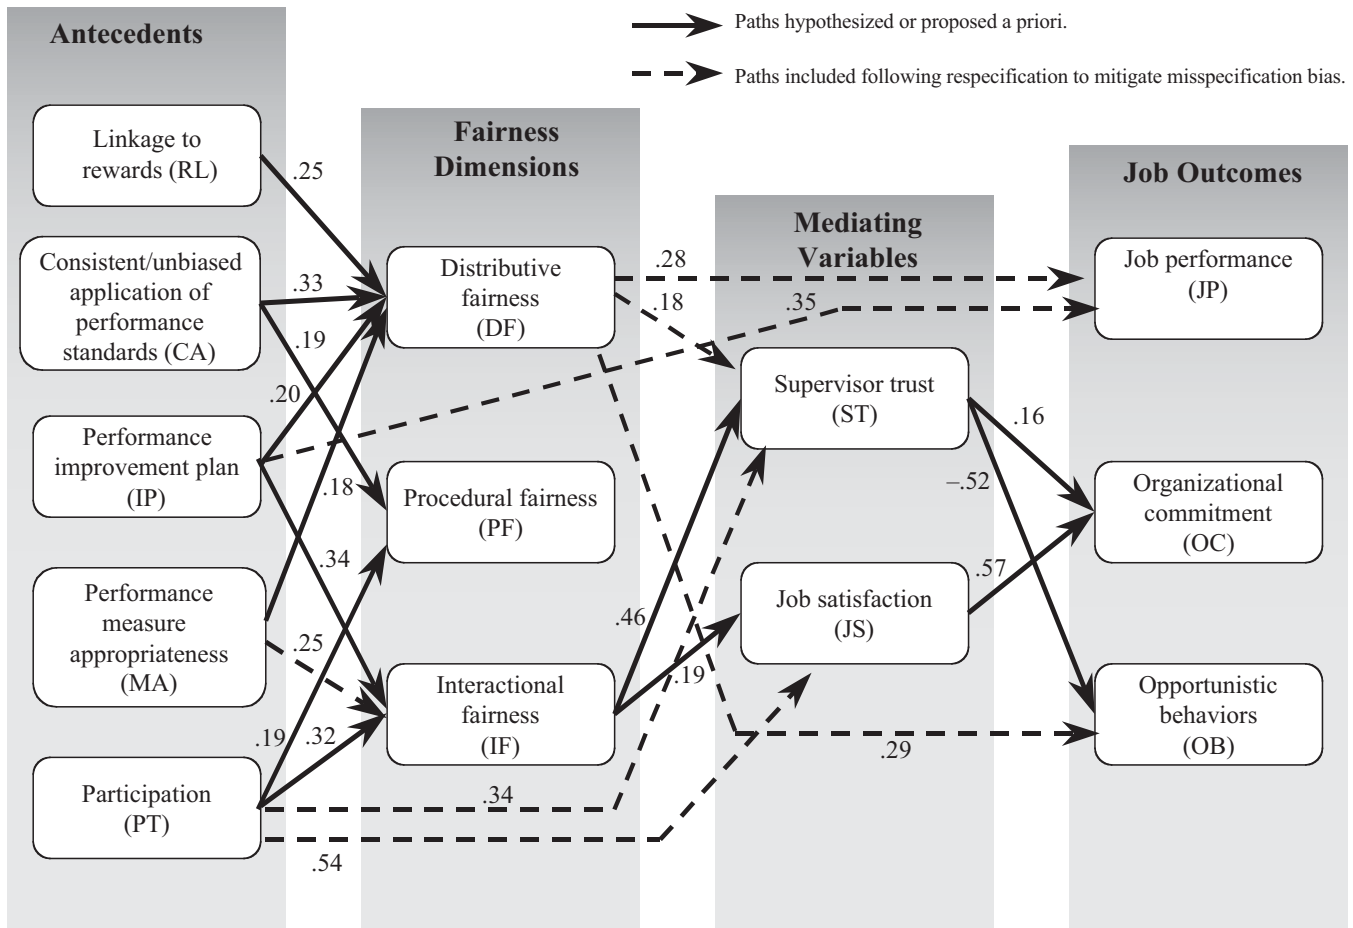 Antecedents
Paths hypothesized or proposed a priori.
Paths included following respecification to mitigate misspecification bias.
Linkage to
rewards (RL)
Consistent/unbiased
application of
performance
standards (CA)
Performance
improvement plan
(IP)
Performance
measure
appropriateness
(MA)
Participation
(PT)
.25
.33
.19
.20
.18
.34
.25
.19
.32
.34
.54
Fairness
Dimensions
Distributive
fairness
(DF)
Procedural fairness
(PF)
Interactional
fairness
(IF)
.28
.18
.35
.46
.19
.29
Mediating
Variables
Supervisor trust
(ST)
Job satisfaction
(JS)
.16
–.52
.57
Job Outcomes
Job performance
(JP)
Organizational
commitment
(OC)
Opportunistic
behaviors
(OB)